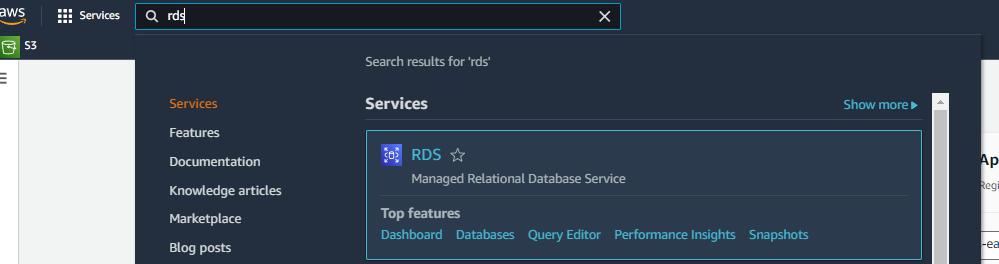 aws
Services
rds
S3
Search results for 'rds'
Services
Features
Documentation
Knowledge articles
Marketplace
Blog posts
Services
Show more
RDS
Managed Relational Database Service
Top features
Dashboard Databases Query Editor Performance Insights Snapshots
Ap
Regi
-ea